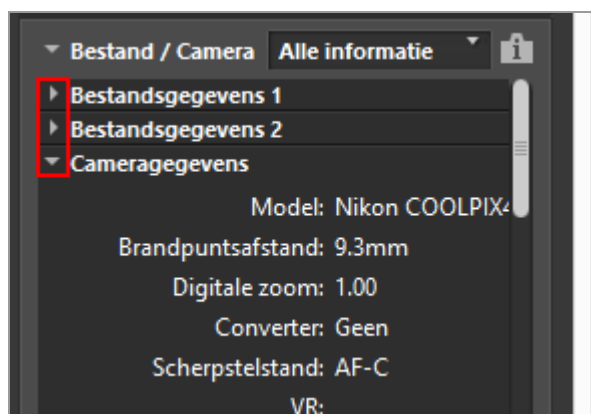 Bestand / Camera Alle informatie
Bestandsgegevens 1
Bestandsgegevens 2
Cameragegevens
Model: Nikon COOLPIX4
Brandpuntsafstand: 9.3mm
Digitale zoom: 1.00
Converter: Geen
Scherpstelstand: AF-C
VR: